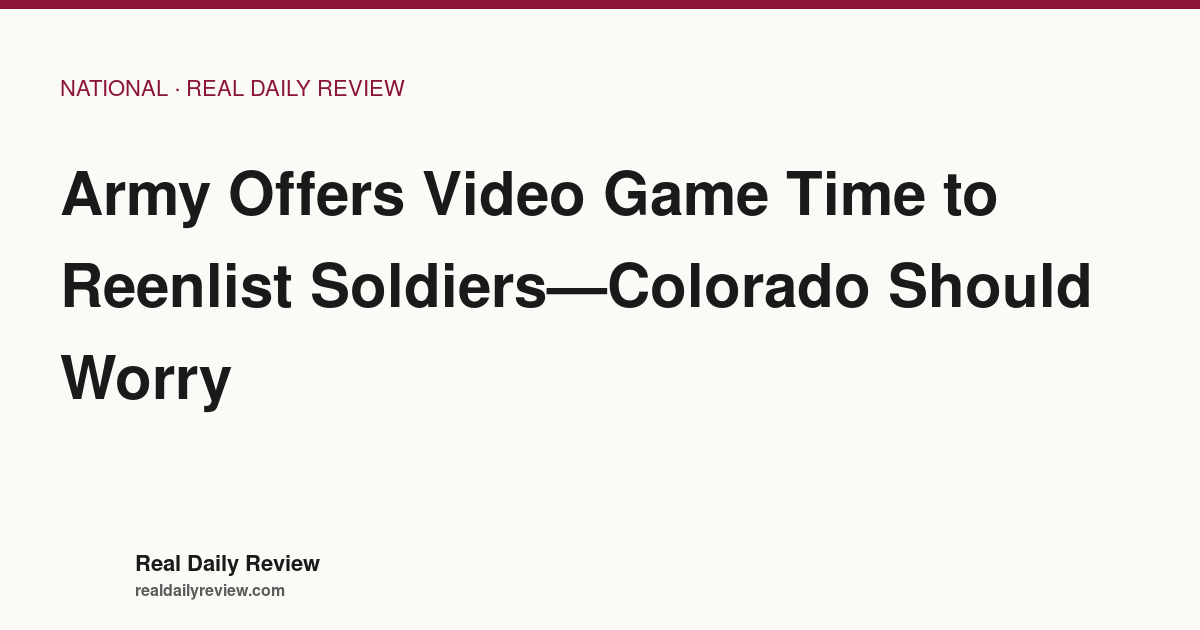 NATIONAL · REAL DAILY REVIEW
Army Offers Video Game Time to
Reenlist Soldiers—Colorado Should
Worry
Real Daily Review
realdailyreview.com